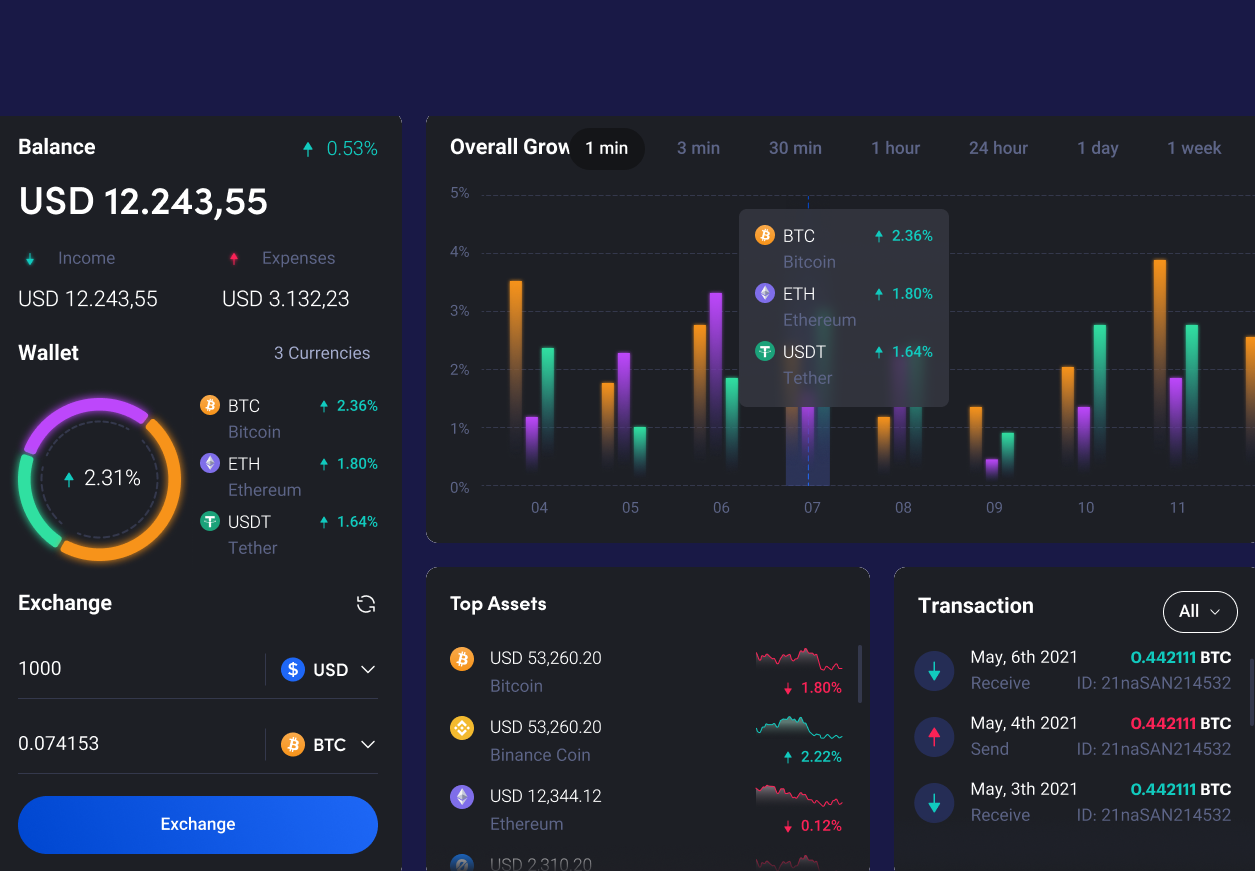 Balance
0.53%
USD 12.243,55
Income
Expenses
USD 12.243,55
USD 3.132,23
Wallet
3 Currencies
2.31%
BTC
2.36%
Bitcoin
ETH
1.80%
Ethereum
USDT
1.64%
Tether
Exchange
1000
$
USD
0.074153
BTC
Exchange
Overall Grow
1 min
3 min
30 min
1 hour
24 hour
1 day
1 week
5%
4%
3%
2%
1%
0%
BTC
2.36%
Bitcoin
ETH
1.80%
Ethereum
USDT
1.64%
Tether
04
05
06
07
08
09
10
11
Top Assets
USD 53,260.20
Bitcoin
1.80%
USD 53,260.20
Binance Coin
2.22%
USD 12,344.12
Ethereum
0.12%
USD 2,310.20
Transaction
All
May, 6th 2021
0.442111 BTC
Receive
ID: 21naSAN214532
May, 4th 2021
0.442111 BTC
Send
ID: 21naSAN214532
May, 3th 2021
0.442111 BTC
Receive
ID: 21naSAN214532